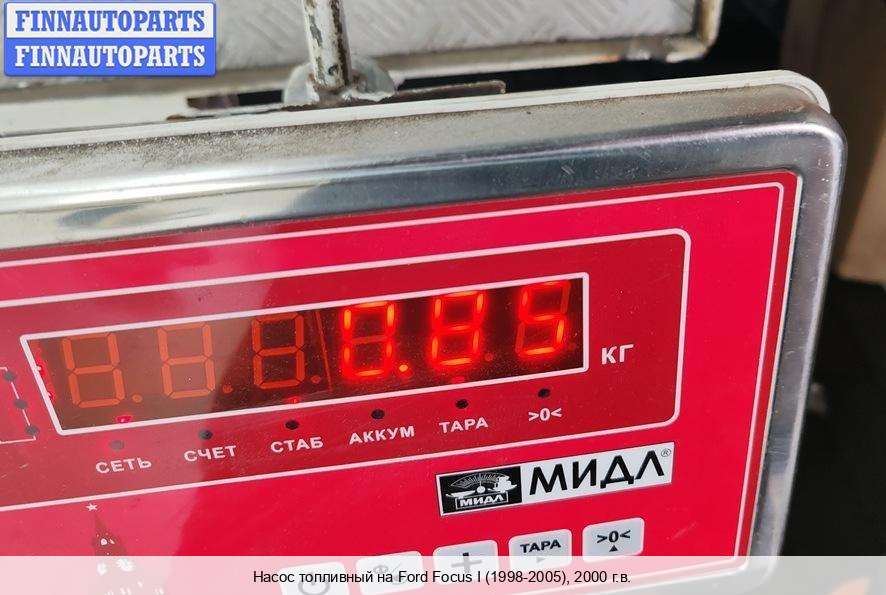 FINNAUTOPARTS
FINNAUTOPARTS
0.85
КГ
СЕТЬ СЧЕТ СТАБ АККУМ ТАРА >0<
МИДЛ МИДЛ®
ТАРА >0<
Насос топливный на Ford Focus I (1998-2005), 2000 г.в.